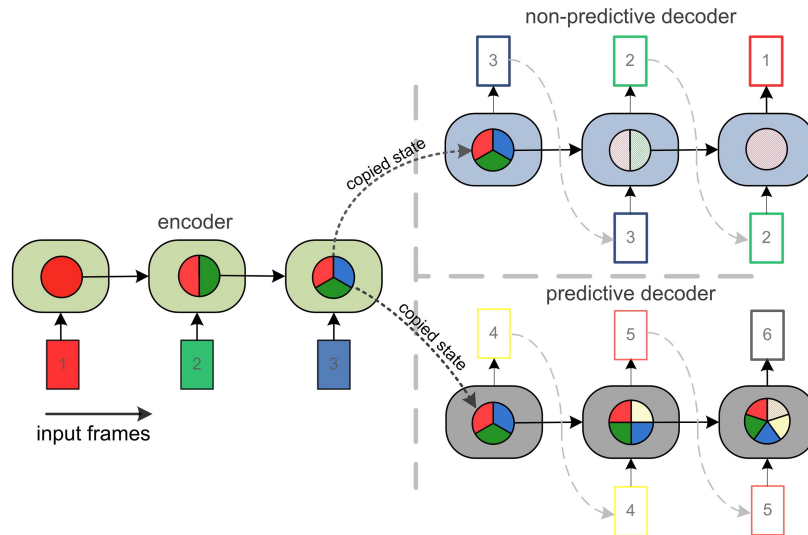 non-predictive decoder
3
2
1
copied state
3
2
encoder
1
2
3
input frames
copied state
predictive decoder
4
5
6
4
5